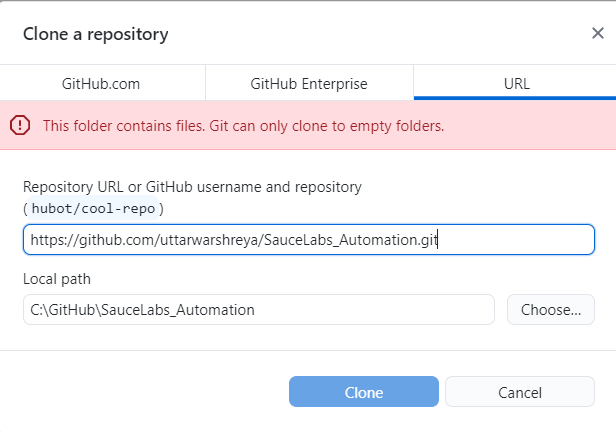 Clone a repository
GitHub.com
GitHub Enterprise
URL
This folder contains files. Git can only clone to empty folders.
Repository URL or GitHub username and repository
(hubot/cool-repo)
https://github.com/uttarwarshreya/SauceLabs_Automation.git
Local path
C:\GitHub\SauceLabs_Automation
Choose...
Clone
Cancel